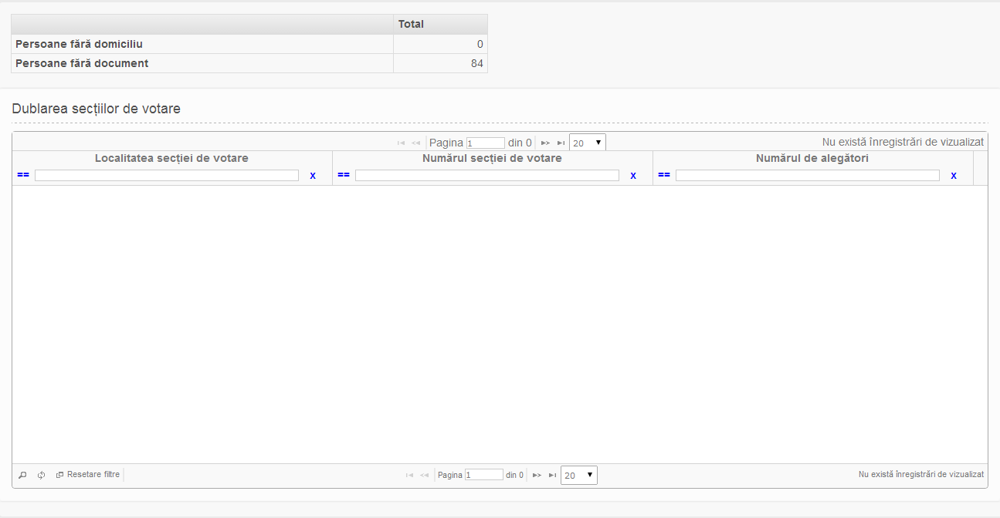 Total
Persoane fără domiciliu 0
Persoane fără document 84
Dublarea secțiilor de votare
Pagina 1 din 0 20 Nu există înregistrări de vizualizat
Localitatea secției de votare Numărul secției de votare Numărul de alegători
== x == x == x
Resetare filtre Pagina 1 din 0 20 Nu există înregistrări de vizualizat